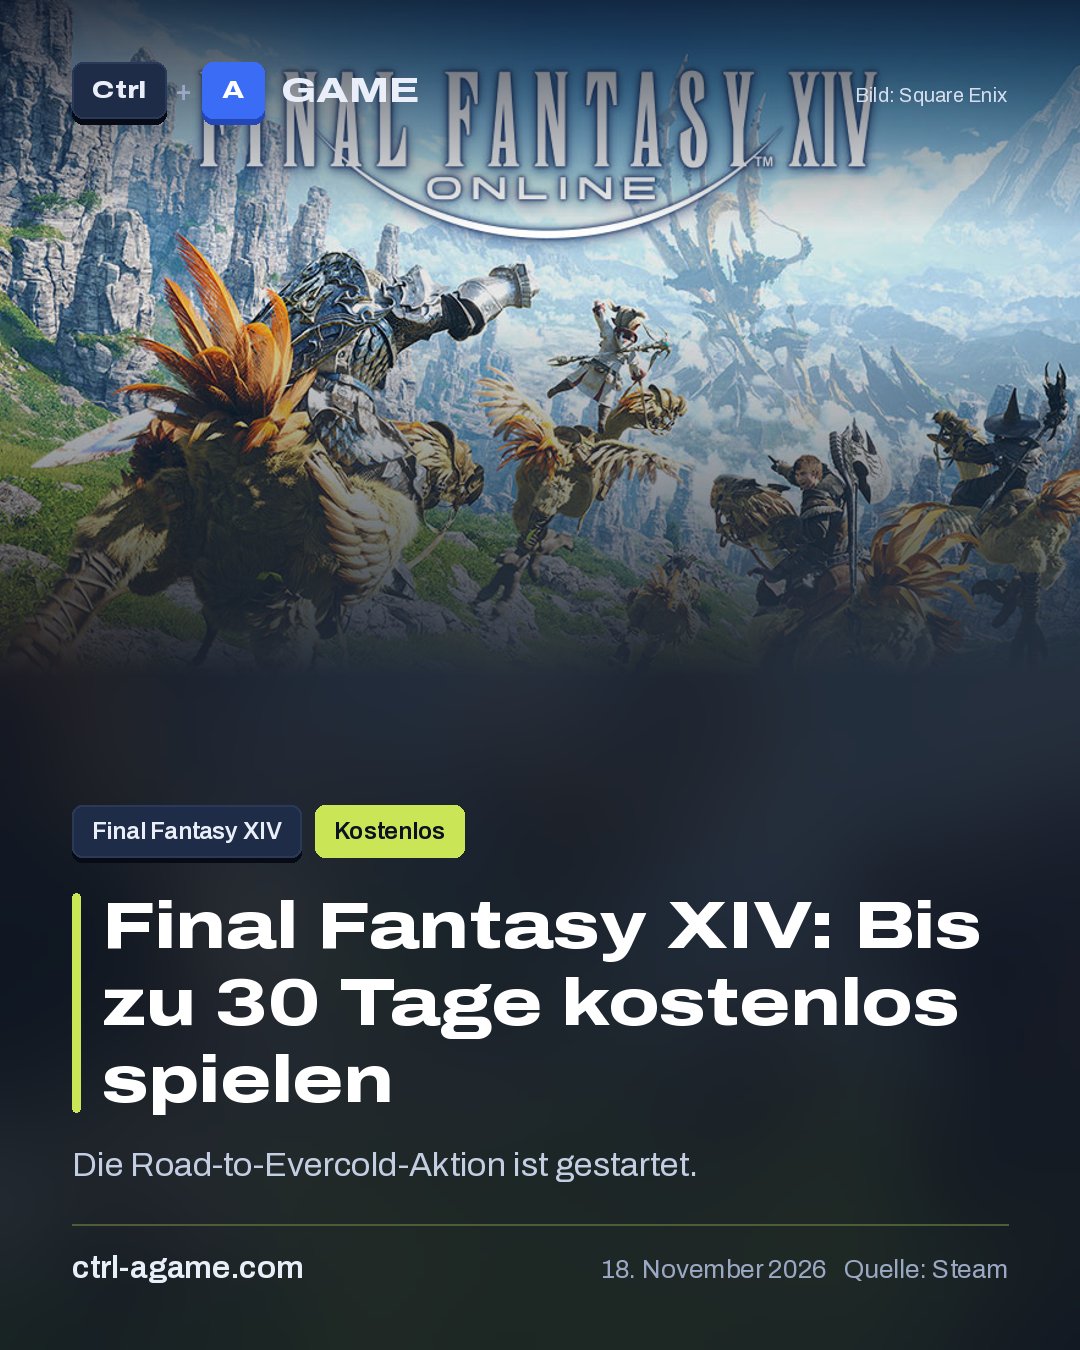 Ctrl + A GAME
Bild: Square Enix
FINAL FANTASY XIV
ONLINE
Final Fantasy XIV
Kostenlos
Final Fantasy XIV: Bis
zu 30 Tage kostenlos
spielen
Die Road-to-Evercold-Aktion ist gestartet.
ctrl-agame.com
18. November 2026 Quelle: Steam